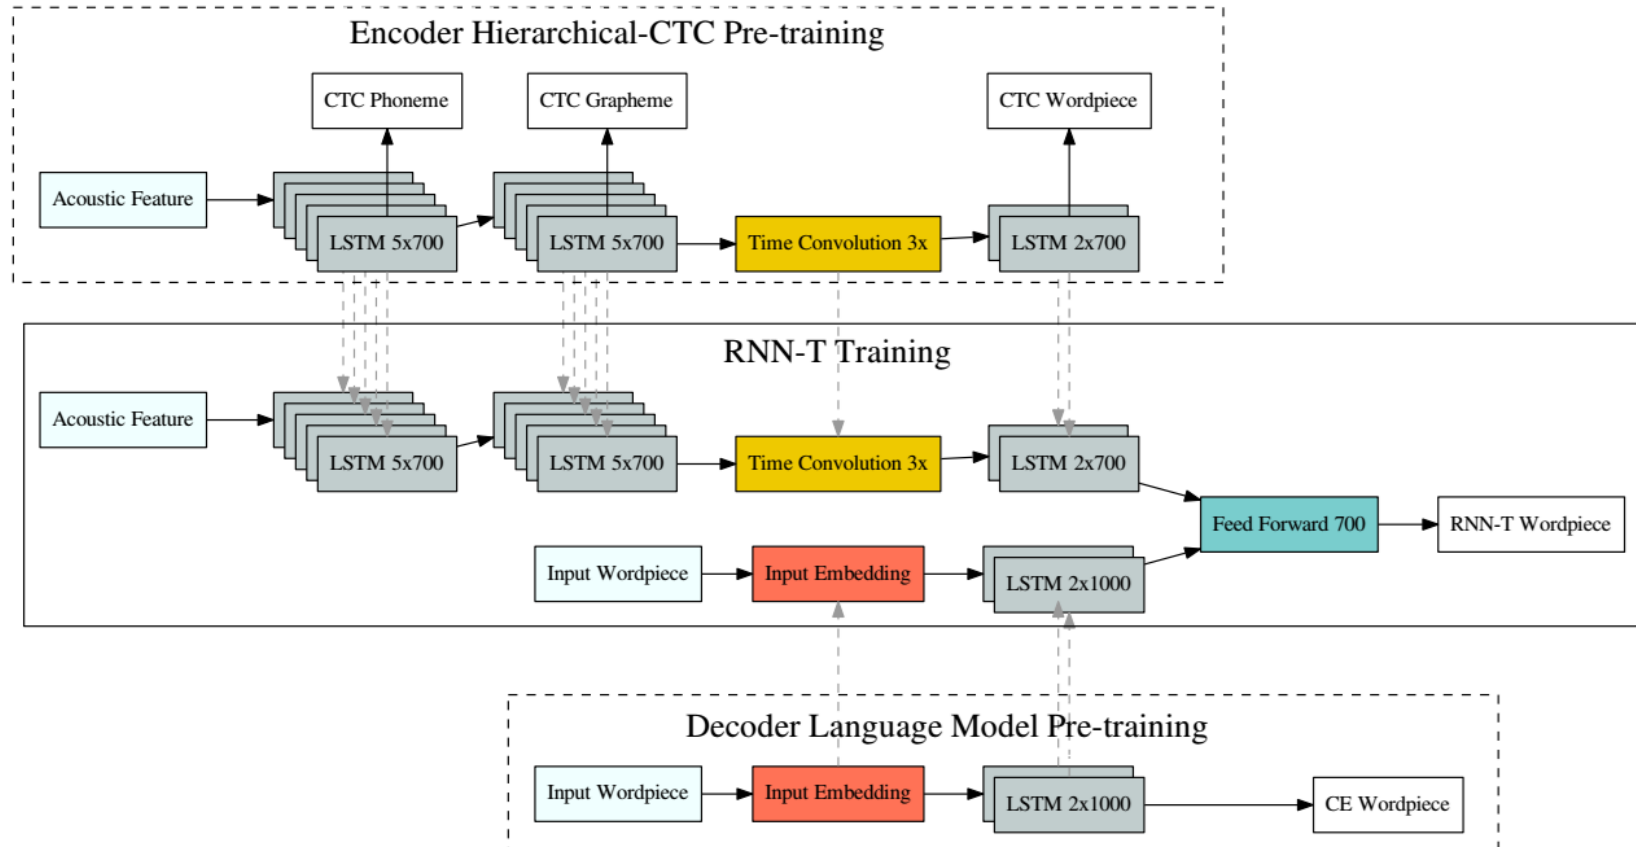 Encoder Hierarchical-CTC Pre-training
CTC Phoneme
CTC Grapheme
CTC Wordpiece
Acoustic Feature
LSTM 5x700
LSTM 5x700
Time Convolution 3x
LSTM 2x700
RNN-T Training
Acoustic Feature
LSTM 5x700
LSTM 5x700
Time Convolution 3x
LSTM 2x700
Feed Forward 700
RNN-T Wordpiece
Input Wordpiece
Input Embedding
LSTM 2x1000
Decoder Language Model Pre-training
Input Wordpiece
Input Embedding
LSTM 2x1000
CE Wordpiece